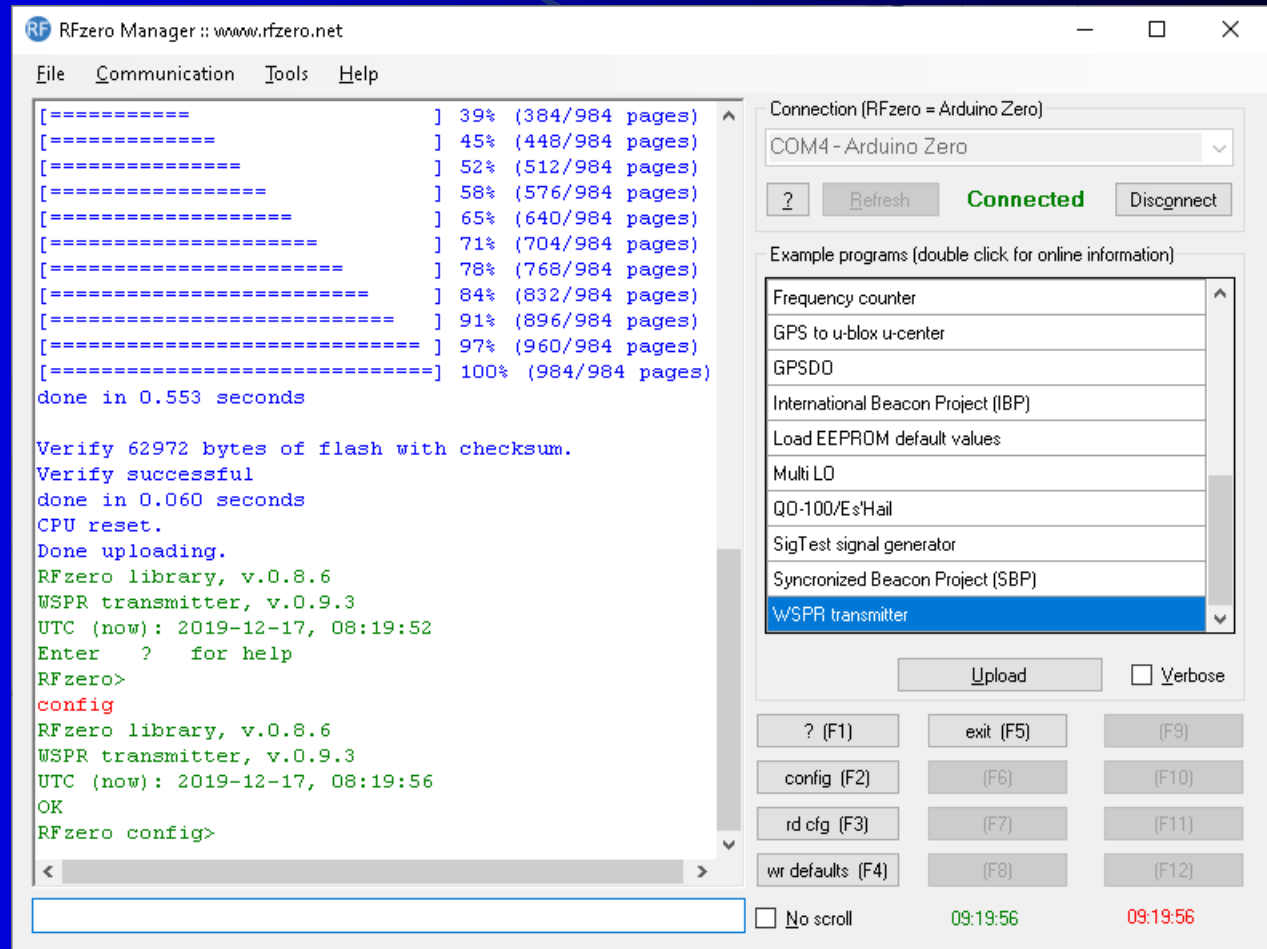 RF RFzero Manager :: www.rfzero.net
File Communication Tools Help
[=========== ] 39% (384/984 pages)
[============= ] 45% (448/984 pages)
[=============== ] 52% (512/984 pages)
[================= ] 58% (576/984 pages)
[=================== ] 65% (640/984 pages)
[===================== ] 71% (704/984 pages)
[======================= ] 78% (768/984 pages)
[========================= ] 84% (832/984 pages)
[=========================== ] 91% (896/984 pages)
[============================= ] 97% (960/984 pages)
[==============================] 100% (984/984 pages)
done in 0.553 seconds
Verify 62972 bytes of flash with checksum.
Verify successful
done in 0.060 seconds
CPU reset.
Done uploading.
RFzero library, v.0.8.6
WSPR transmitter, v.0.9.3
UTC (now): 2019-12-17, 08:19:52
Enter ? for help
RFzero>
config
RFzero library, v.0.8.6
WSPR transmitter, v.0.9.3
UTC (now): 2019-12-17, 08:19:56
OK
RFzero config>
Connection (RFzero = Arduino Zero)
COM4 - Arduino Zero
? Refresh Connected Disconnect
Example programs (double click for online information)
Frequency counter
GPS to u-blox u-center
GPSDO
International Beacon Project (IBP)
Load EEPROM default values
Multi LO
QO-100/Es'Hail
SigTest signal generator
Syncronized Beacon Project (SBP)
WSPR transmitter
Upload Verbose
? (F1) exit (F5) (F9)
config (F2) (F6) (F10)
rd cfg (F3) (F7) (F11)
wr defaults (F4) (F8) (F12)
No scroll 09:19:56 09:19:56